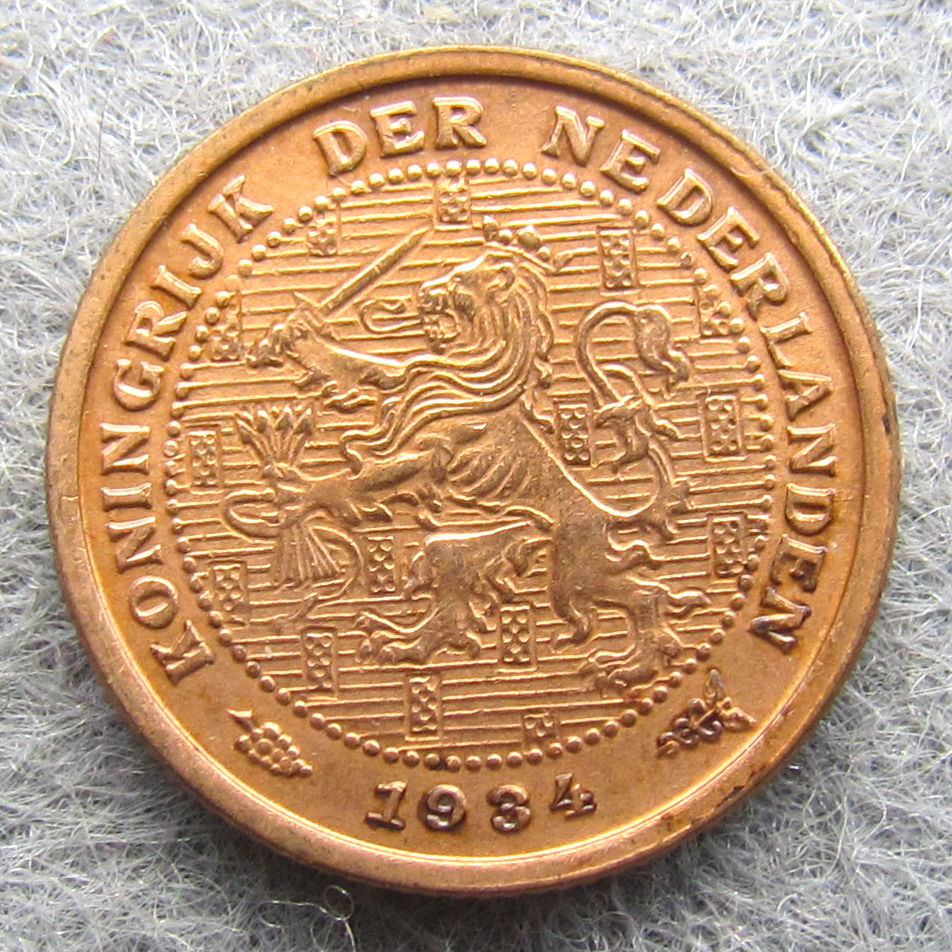 KONINGRIJK DER NEDERLANDEN
1934